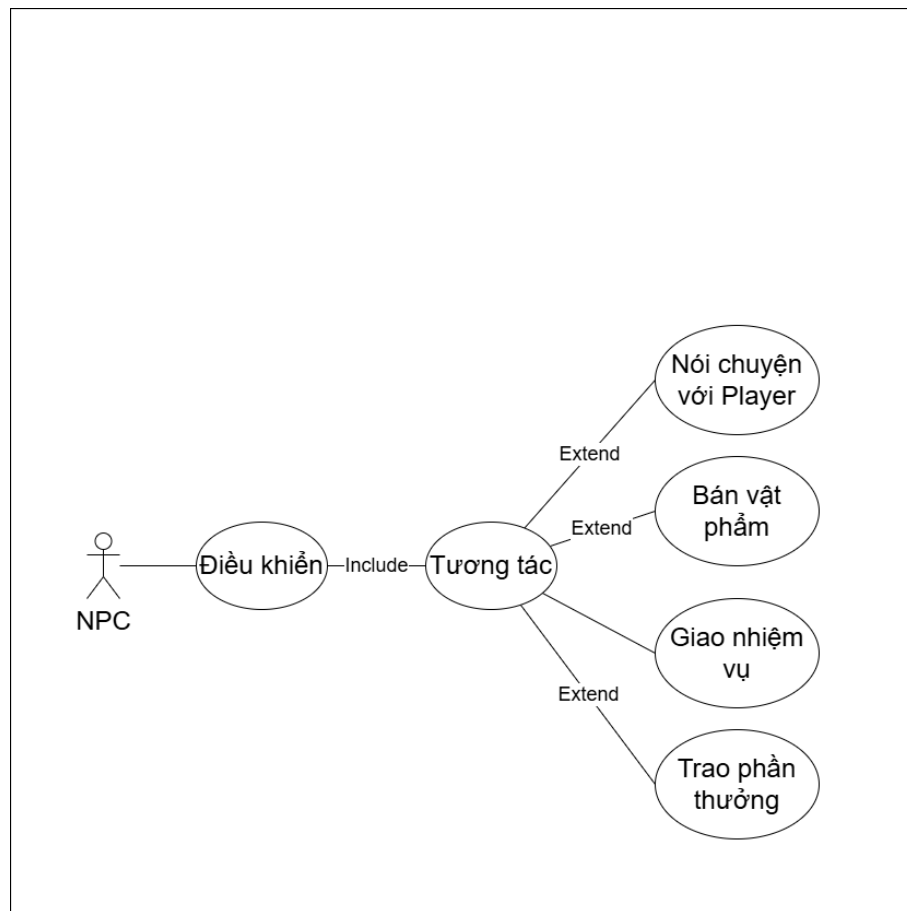 Nói chuyện
với Player
Extend
Bán vật
phẩm
Extend
Điều khiển
Include
Tương tác
NPC
Giao nhiệm
vụ
Extend
Trao phần
thưởng